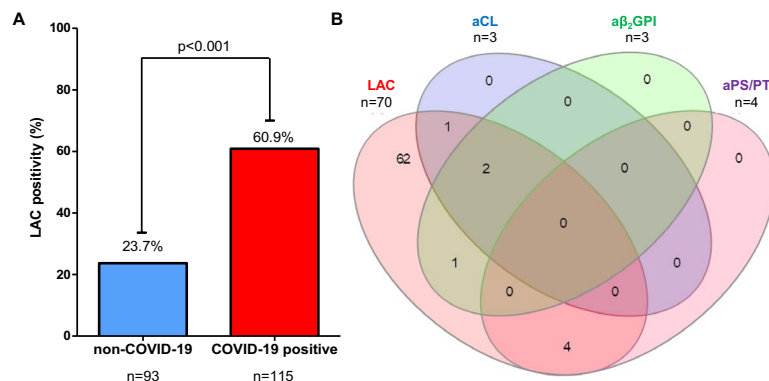 A
LAC positivity (%)
100
80
60
40
20
0
p<0.001
23.7%
60.9%
non-COVID-19
COVID-19 positive
n=93
n=115
B
aCL
n=3
aβ₂GPI
n=3
LAC
n=70
aPS/PT
n=4
0
0
0
1
0
62
2
0
0
0
1
0
0
0
4